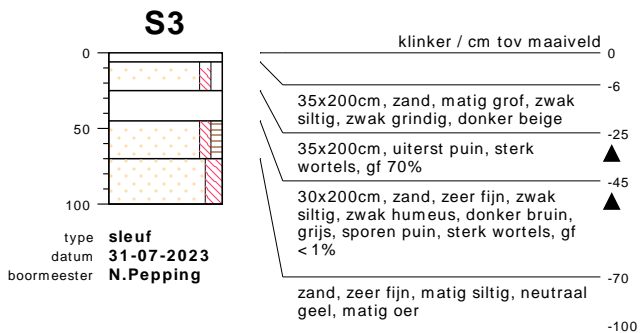 S3
klinker / cm tov maaiveld
0
0
-6
35x200cm, zand, matig grof, zwak
siltig, zwak grindig, donker beige
-25
35x200cm, uiterst puin, sterk
wortels, gf 70%
50
-45
30x200cm, zand, zeer fijn, zwak
siltig, zwak humeus, donker bruin,
grijs, sporen puin, sterk wortels, gf
<1%
-70
zand, zeer fijn, matig siltig, neutraal
geel, matig oer
100
-100
type sleuf
datum 31-07-2023
boormeester N.Pepping